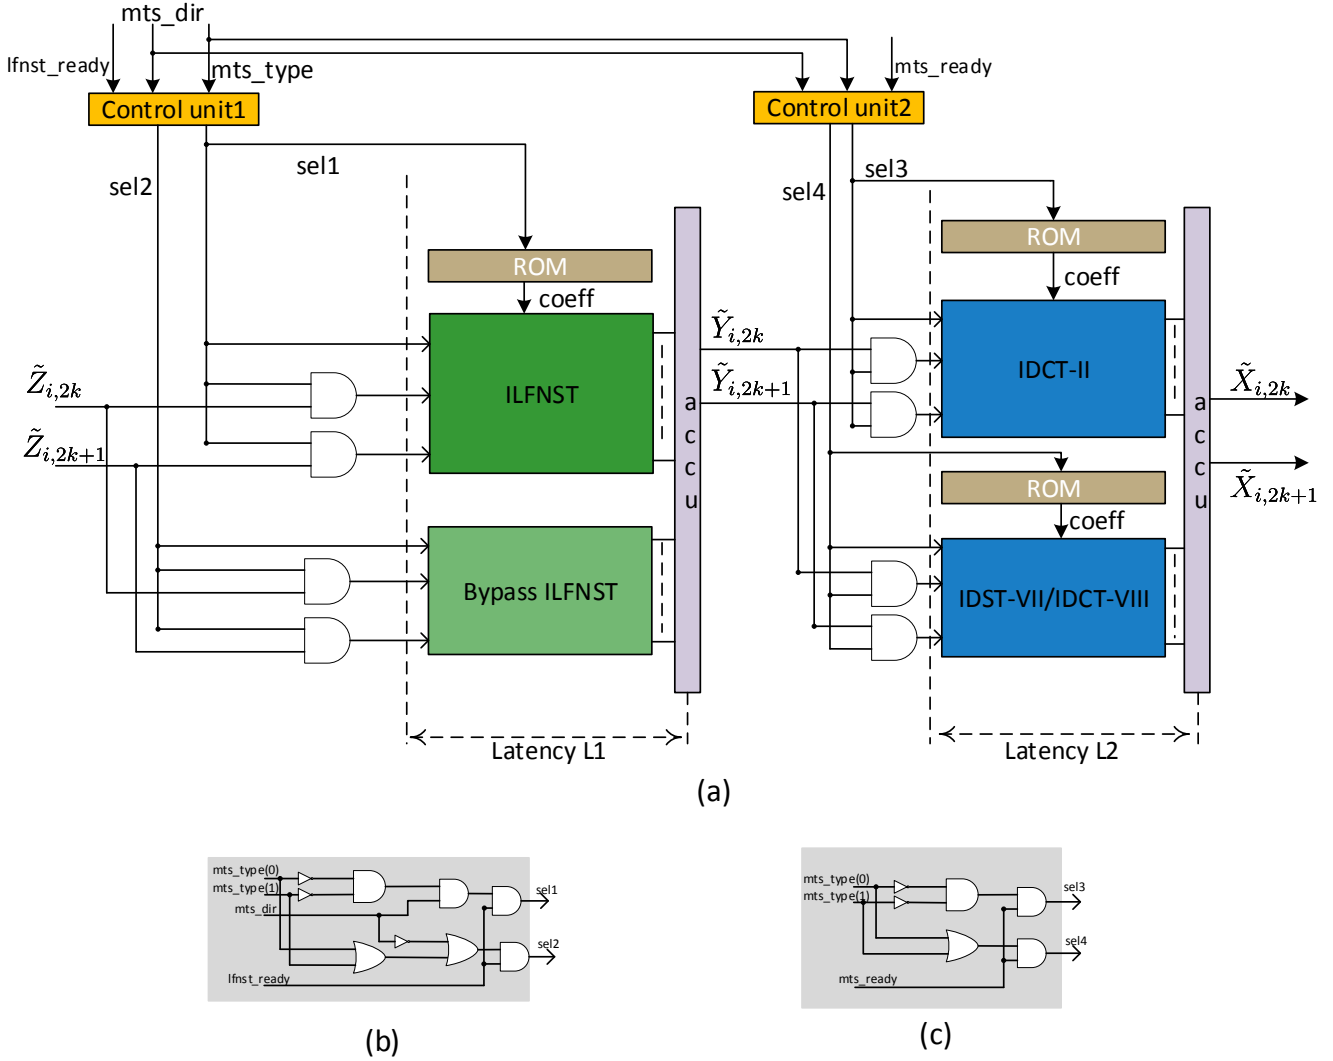 mts_dir
lfnst_ready
mts_type
mts_ready
Control unit1
Control unit2
sel1
sel2
sel3
sel4
ROM
coeff
ILFNST
Bypass ILFNST
a
c
c
u
ROM
coeff
IDCT-II
ROM
coeff
IDST-VII/IDCT-VIII
a
c
c
u
Z̃i,2k
Z̃i,2k+1
Ỹi,2k
Ỹi,2k+1
X̃i,2k
X̃i,2k+1
Latency L1
Latency L2
(a)
mts_type(0)
mts_type(1)
mts_dir
lfnst_ready
sel1
sel2
(b)
mts_type(0)
mts_type(1)
mts_ready
sel3
sel4
(c)